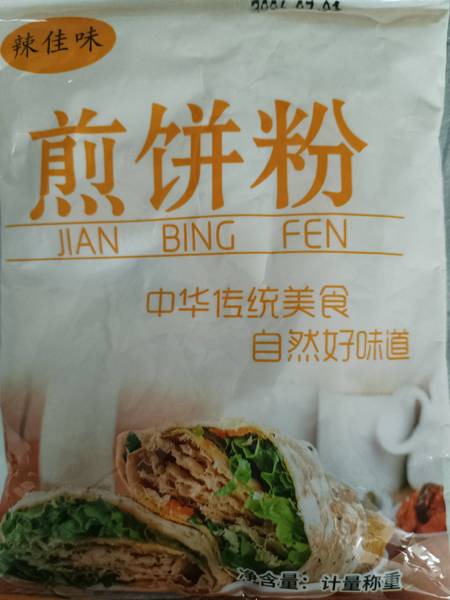 辣佳味
煎饼粉
JIAN BING FEN
中华传统美食
自然好味道
净含量：计量称重